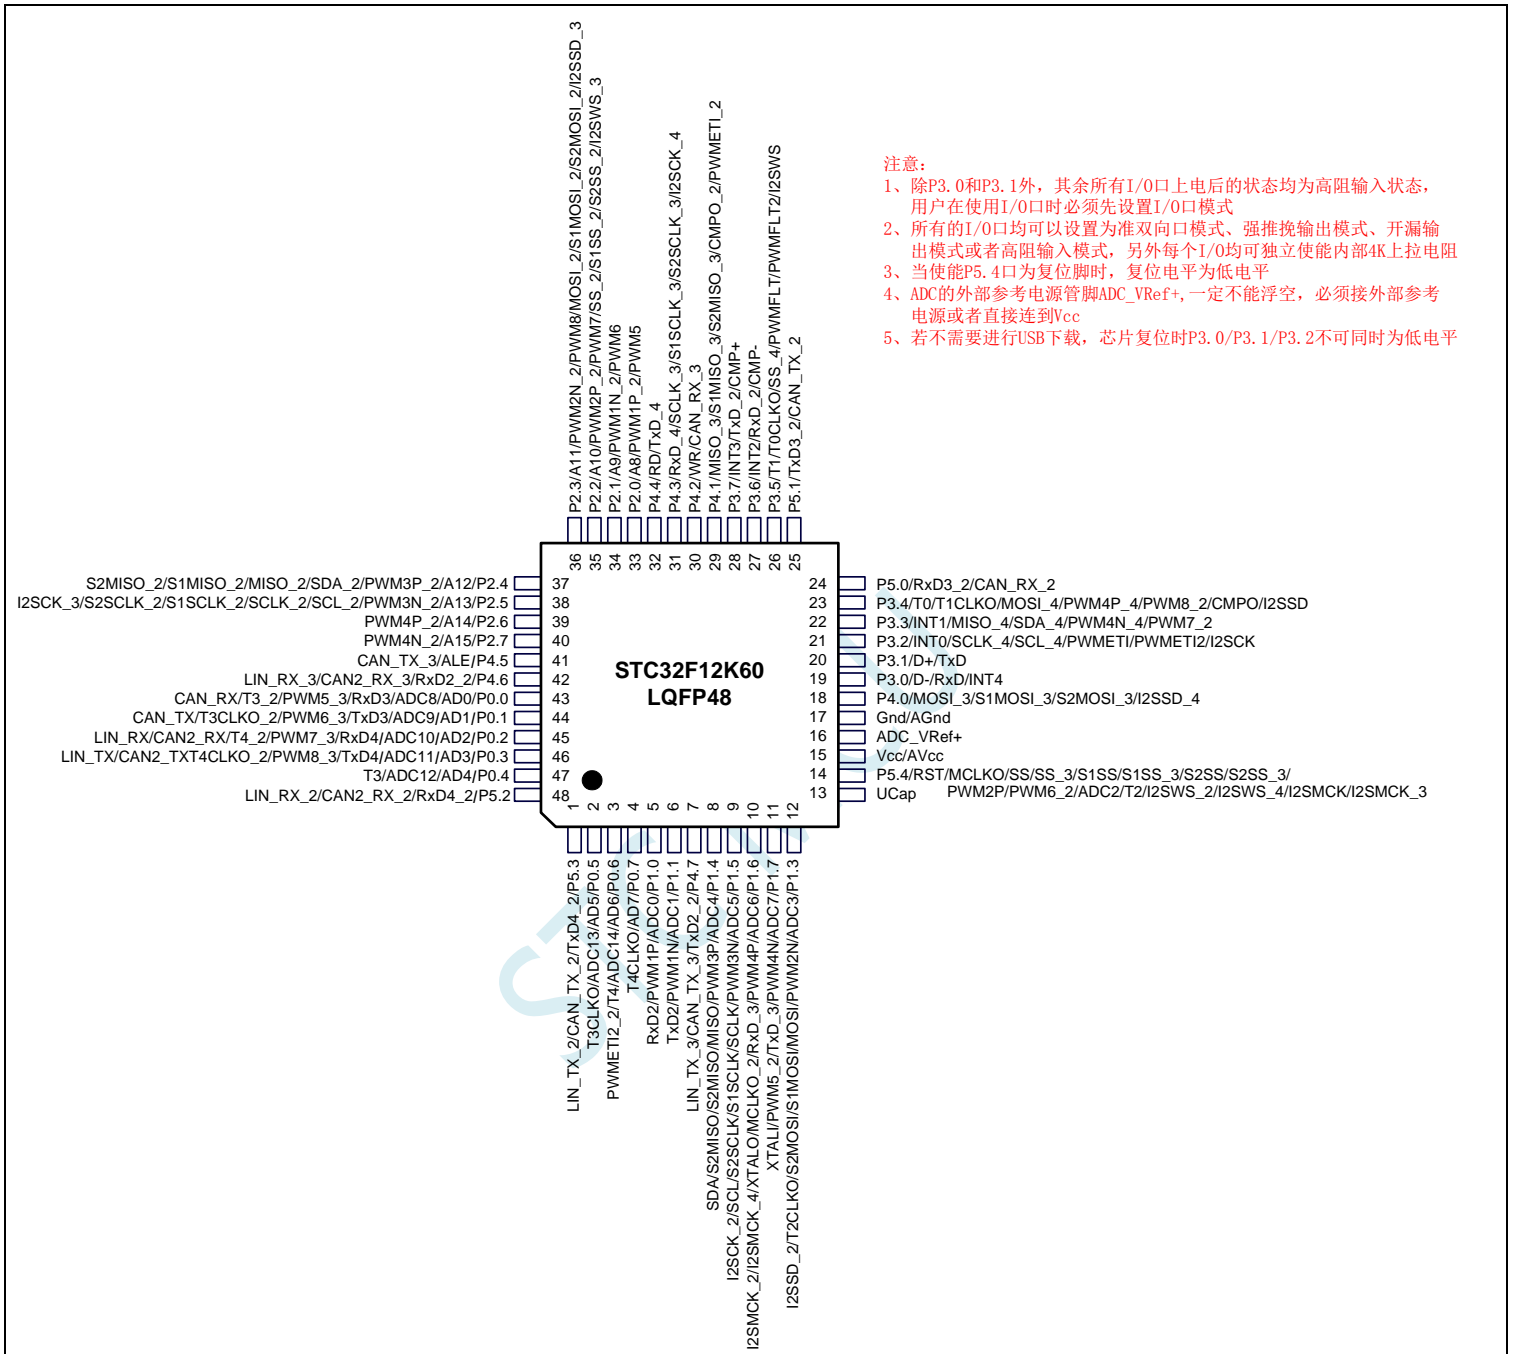 P2.3/A11/PWM2N_2/PWM8/MOSI_2/S1MOSI_2/S2MOSI_2/I2SSD_3
P2.2/A10/PWM2P_2/PWM7/SS_2/S1SS_2/S2SS_2/I2SWS_3
P2.1/A9/PWM1N_2/PWM6
P2.0/A8/PWM1P_2/PWM5
P4.4/RD/TxD_4
P4.3/RxD_4/SCLK_3/S1SCLK_3/S2SCLK_3/I2SCK_4
P4.2/WR/CAN_RX_3
P4.1/MISO_3/S1MISO_3/S2MISO_3/CMPO_2/PWMETI_2
P3.7/INT3/TxD_2/CMP+
P3.6/INT2/RxD_2/CMP-
P3.5/T1/T0CLKO/SS_4/PWMFLT/PWMFLT2/I2SWS
P5.1/TxD3_2/CAN_TX_2
注意：
1、除P3.0和P3.1外，其余所有I/O口上电后的状态均为高阻输入状态，
用户在使用I/O口时必须先设置I/O口模式
2、所有的I/O口均可以设置为准双向口模式、强推挽输出模式、开漏输
出模式或者高阻输入模式，另外每个I/O均可独立使能内部4K上拉电阻
3、当使能P5.4口为复位脚时，复位电平为低电平
4、ADC的外部参考电源管脚ADC_VRef+,一定不能浮空，必须接外部参考
电源或者直接连到Vcc
5、若不需要进行USB下载，芯片复位时P3.0/P3.1/P3.2不可同时为低电平
36 35 34 33 32 31 30 29 28 27 26 25
S2MISO_2/S1MISO_2/MISO_2/SDA_2/PWM3P_2/A12/P2.4 37
I2SCK_3/S2SCLK_2/S1SCLK_2/SCLK_2/SCL_2/PWM3N_2/A13/P2.5 38
PWM4P_2/A14/P2.6 39
PWM4N_2/A15/P2.7 40
CAN_TX_3/ALE/P4.5 41
LIN_RX_3/CAN2_RX_3/RxD2_2/P4.6 42
CAN_RX/T3_2/PWM5_3/RxD3/ADC8/AD0/P0.0 43
CAN_TX/T3CLKO_2/PWM6_3/TxD3/ADC9/AD1/P0.1 44
LIN_RX/CAN2_RX/T4_2/PWM7_3/RxD4/ADC10/AD2/P0.2 45
LIN_TX/CAN2_TXT4CLKO_2/PWM8_3/TxD4/ADC11/AD3/P0.3 46
T3/ADC12/AD4/P0.4 47
LIN_RX_2/CAN2_RX_2/RxD4_2/P5.2 48
STC32F12K60
LQFP48
24 P5.0/RxD3_2/CAN_RX_2
23 P3.4/T0/T1CLKO/MOSI_4/PWM4P_4/PWM8_2/CMPO/I2SSD
22 P3.3/INT1/MISO_4/SDA_4/PWM4N_4/PWM7_2
21 P3.2/INT0/SCLK_4/SCL_4/PWMETI/PWMETI2/I2SCK
20 P3.1/D+/TxD
19 P3.0/D-/RxD/INT4
18 P4.0/MOSI_3/S1MOSI_3/S2MOSI_3/I2SSD_4
17 Gnd/AGnd
16 ADC_VRef+
15 Vcc/AVcc
14 P5.4/RST/MCLKO/SS/SS_3/S1SS/S1SS_3/S2SS/S2SS_3/
PWM2P/PWM6_2/ADC2/T2/I2SWS_2/I2SWS_4/I2SMCK/I2SMCK_3
13 UCap
1 2 3 4 5 6 7 8 9 10 11 12
LIN_TX_2/CAN_TX_2/TxD4_2/P5.3
T3CLKO/ADC13/AD5/P0.5
PWMETI2_2/T4/ADC14/AD6/P0.6
T4CLKO/AD7/P0.7
RxD2/PWM1P/ADC0/P1.0
TxD2/PWM1N/ADC1/P1.1
LIN_TX_3/CAN_TX_3/TxD2_2/P4.7
SDA/S2MISO/S2MISO/MISO/PWM3P/ADC4/P1.4
I2SCK_2/SCL/S2SCLK/S1SCLK/SCLK/PWM3N/ADC5/P1.5
I2SMCK_2/I2SMCK_4/XTALO/MCLKO_2/RxD_3/PWM4P/ADC6/P1.6
XTALI/PWM5_2/TxD_3/PWM4N/ADC7/P1.7
I2SSD_2/T2CLKO/S2MOSI/S1MOSI/MOSI/PWM2N/ADC3/P1.3